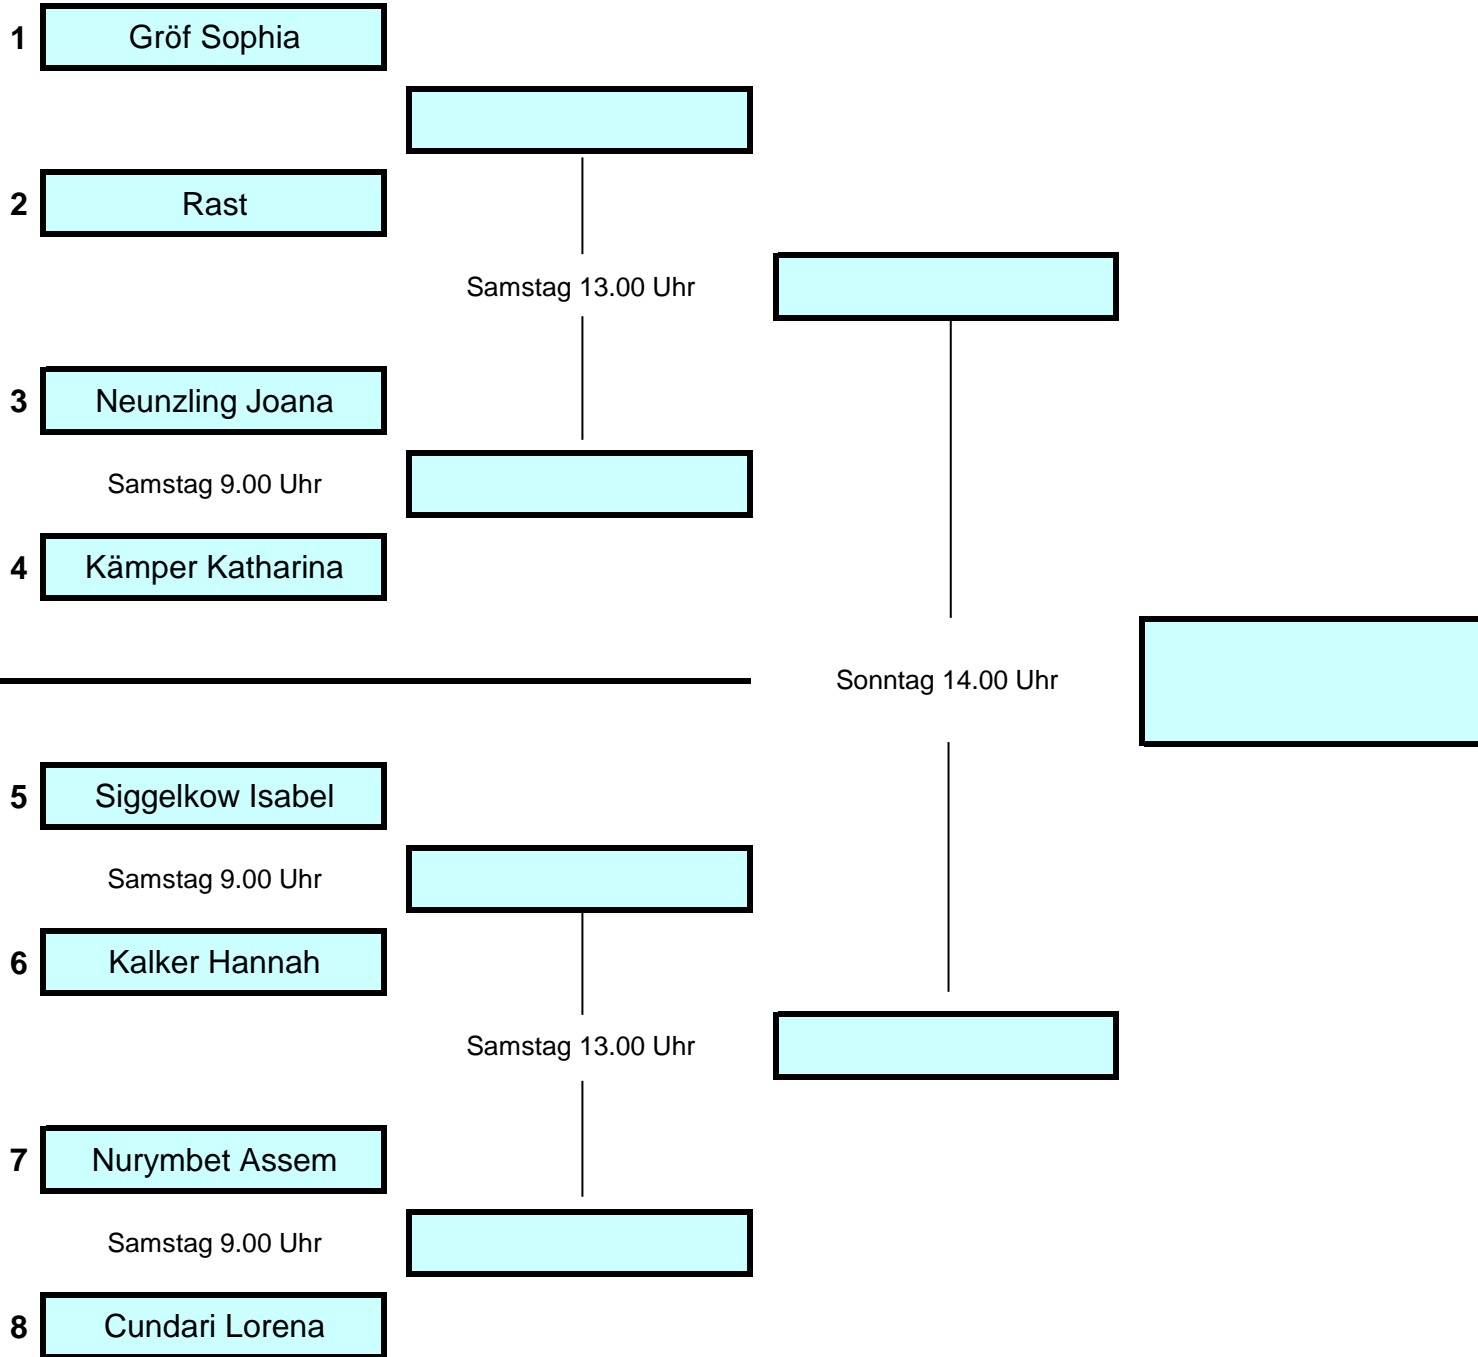 1 Gröf Sophia
2 Rast
Samstag 13.00 Uhr
3 Neunzling Joana
Samstag 9.00 Uhr
4 Kämper Katharina
Sonntag 14.00 Uhr
5 Siggelkow Isabel
Samstag 9.00 Uhr
6 Kalker Hannah
Samstag 13.00 Uhr
7 Nurymbet Assem
Samstag 9.00 Uhr
8 Cundari Lorena